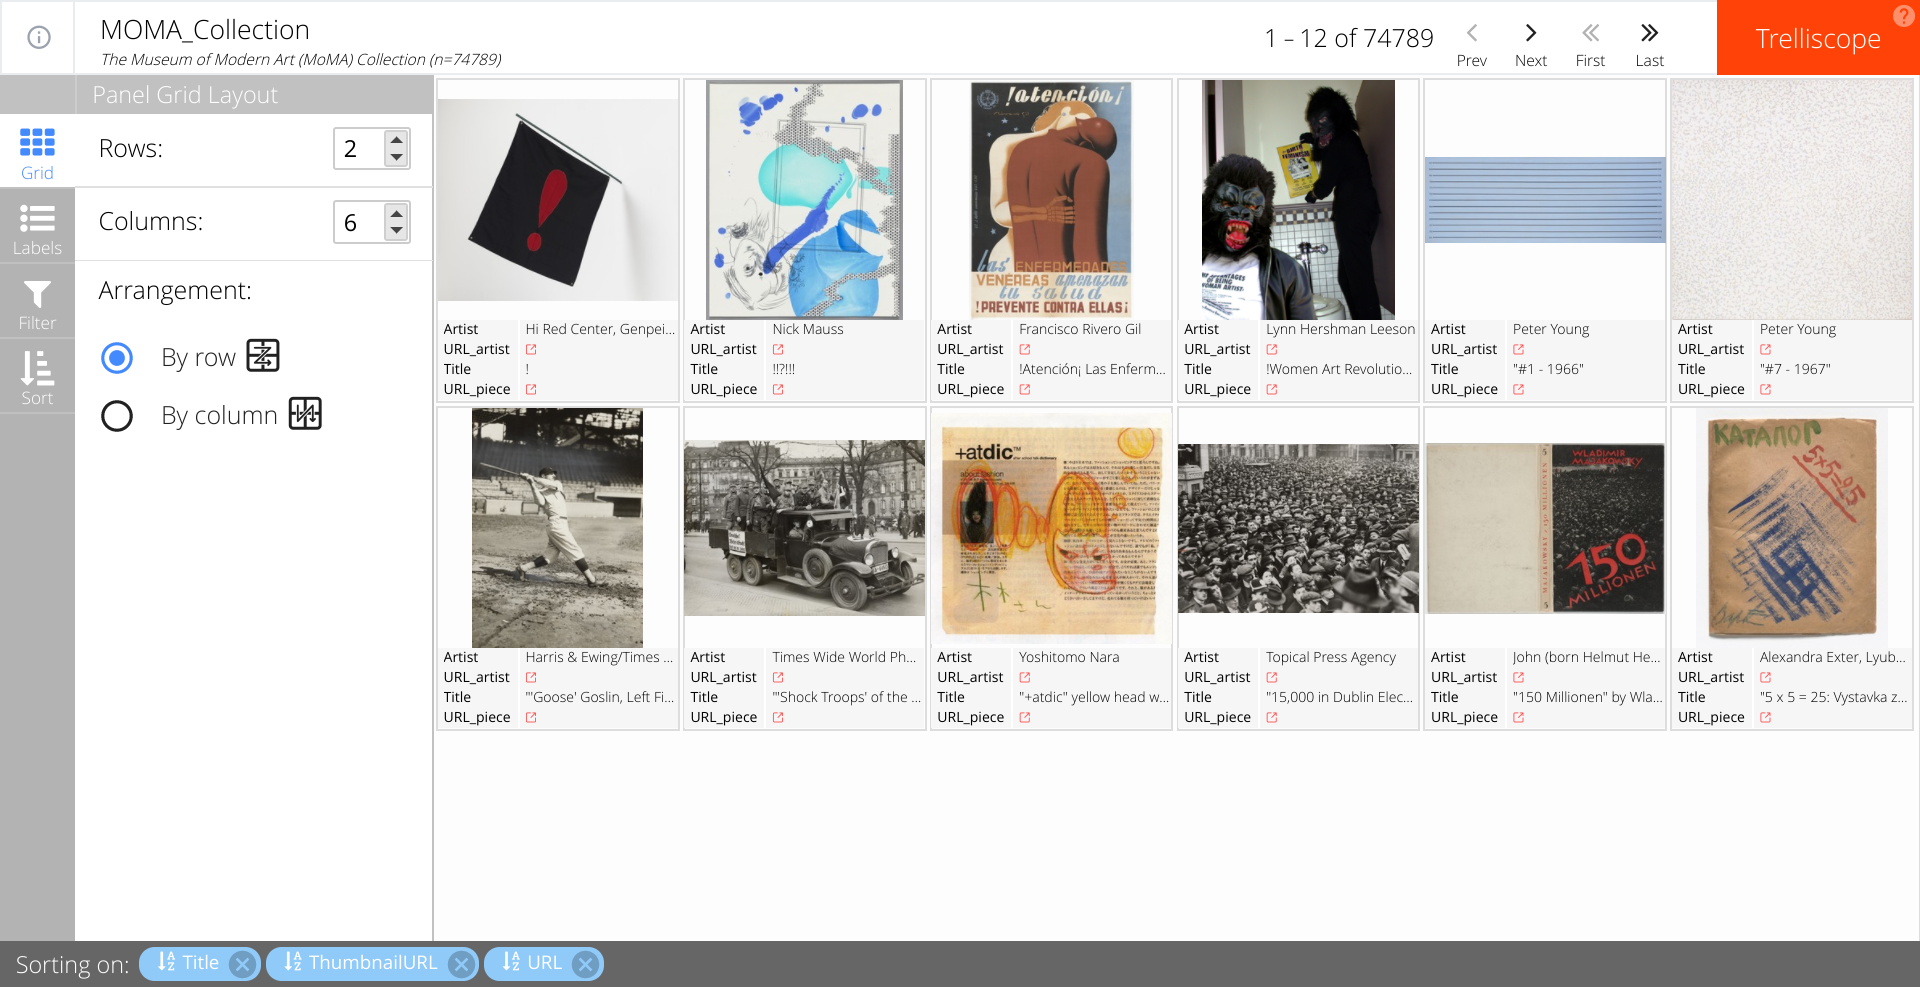 MOMA_Collection
The Museum of Modern Art (MoMA) Collection (n=74789)
1 – 12 of 74789
Prev
Next
First
Last
Trelliscope
?
Panel Grid Layout
Grid
Labels
Filter
Sort
Rows:
2
Columns:
6
Arrangement:
By row
By column
!atención¡
las ENFERMEDADES
VENÉREAS amenazan
tu salud
!PREVENTE CONTRA ELLAS¡
Artist Hi Red Center, Genpei...
URL_artist
Title !
URL_piece
Artist Nick Mauss
URL_artist
Title !!?!!!
URL_piece
Artist Francisco Rivero Gil
URL_artist
Title !Atención¡ Las Enferm...
URL_piece
Artist Lynn Hershman Leeson
URL_artist
Title !Women Art Revolutio...
URL_piece
Artist Peter Young
URL_artist
Title "#1 - 1966"
URL_piece
Artist Peter Young
URL_artist
Title "#7 - 1967"
URL_piece
+atdic™
about fashion
WLADIMIR
MAJAKOWSKY
150
MILLIONEN
КАТАЛОГ
5×5=25
Artist Harris & Ewing/Times ...
URL_artist
Title "'Goose' Goslin, Left Fi...
URL_piece
Artist Times Wide World Ph...
URL_artist
Title "'Shock Troops' of the ...
URL_piece
Artist Yoshitomo Nara
URL_artist
Title "+atdic" yellow head w...
URL_piece
Artist Topical Press Agency
URL_artist
Title "15,000 in Dublin Elec...
URL_piece
Artist John (born Helmut He...
URL_artist
Title "150 Millionen" by Wla...
URL_piece
Artist Alexandra Exter, Lyub...
URL_artist
Title "5 x 5 = 25: Vystavka z...
URL_piece
Sorting on:
Title
ThumbnailURL
URL